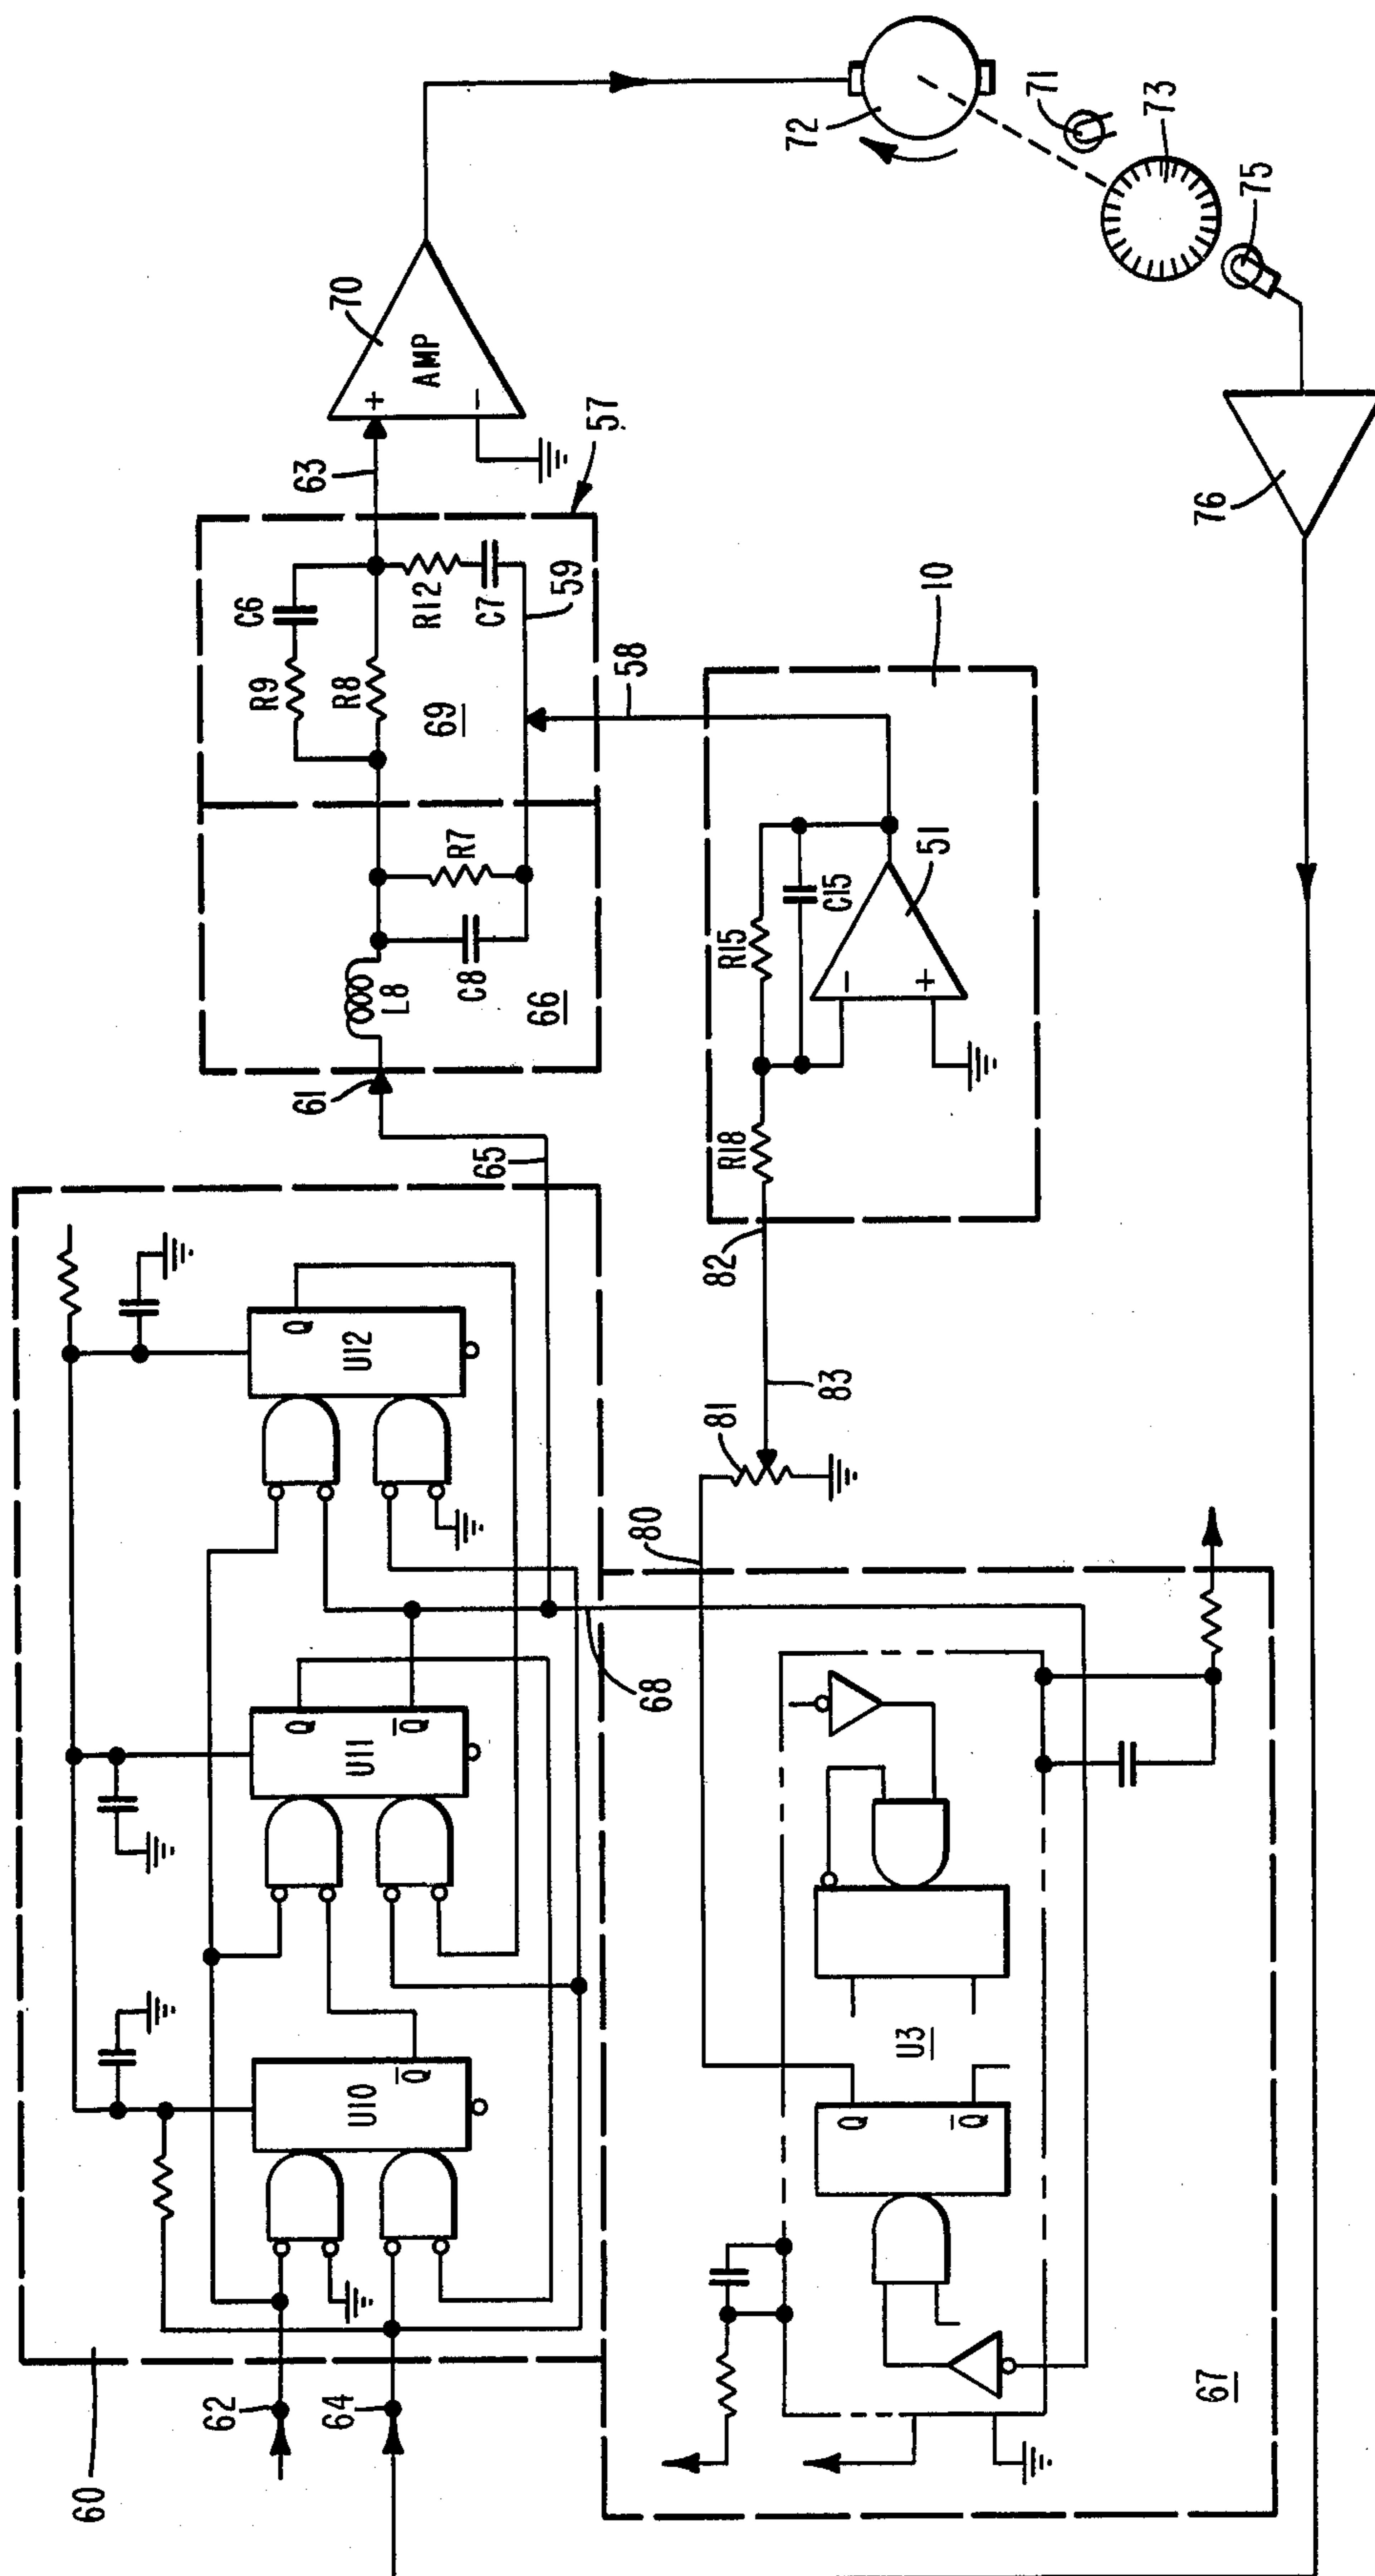 60
62
64
U10
Q̅
U11
Q
Q̅
U12
Q
65
61
L8
C8
R7
66
R9
C6
R8
R12
C7
69
59
57
58
63
70
AMP
+
-
72
71
73
75
76
68
80
81
83
82
R18
R15
C15
-
+
51
10
Q
Q̅
U3
67